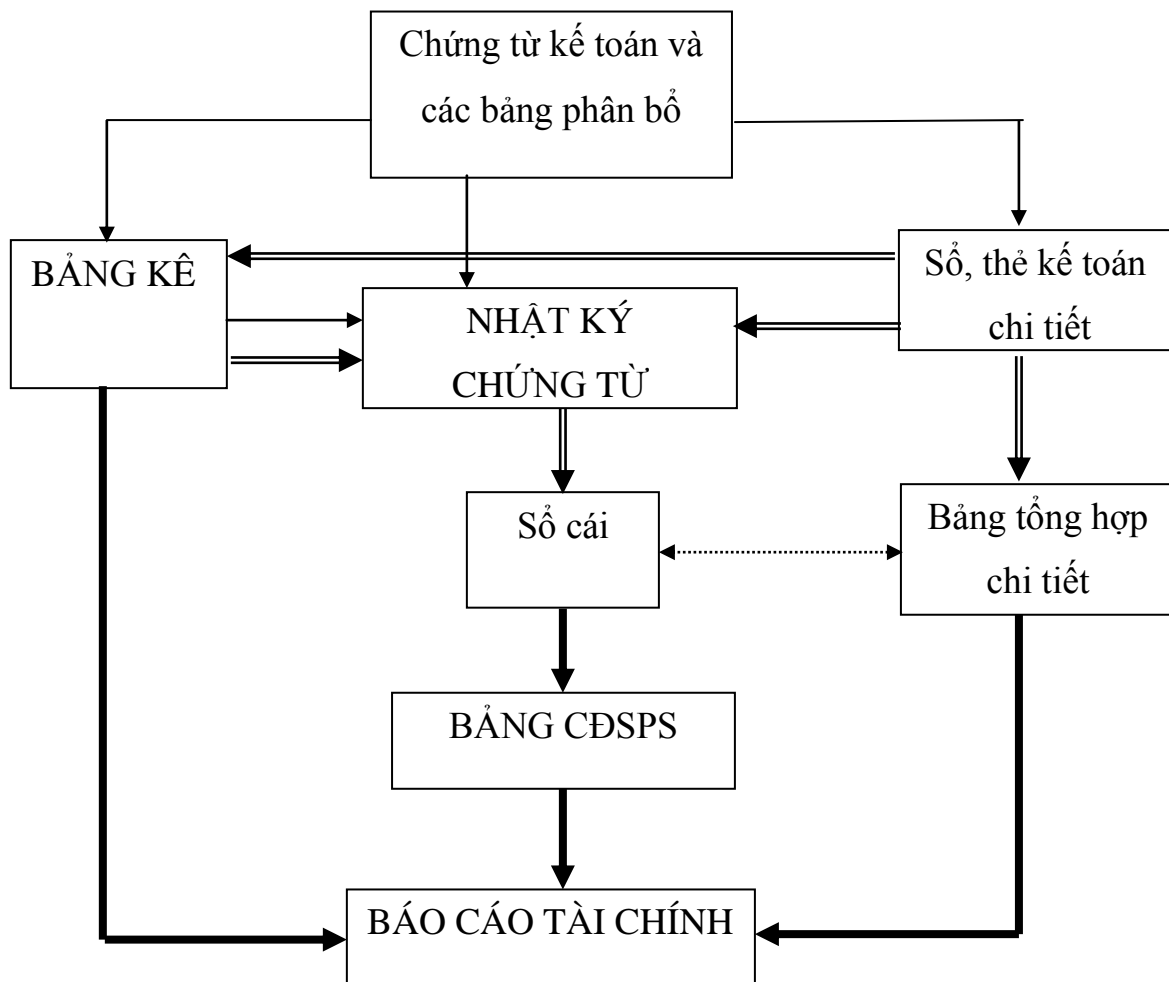 Chứng từ kế toán và
các bảng phân bổ
BẢNG KÊ
Sổ, thẻ kế toán
chi tiết
NHẬT KÝ
CHỨNG TỪ
Sổ cái
Bảng tổng hợp
chi tiết
BẢNG CĐSPS
BÁO CÁO TÀI CHÍNH